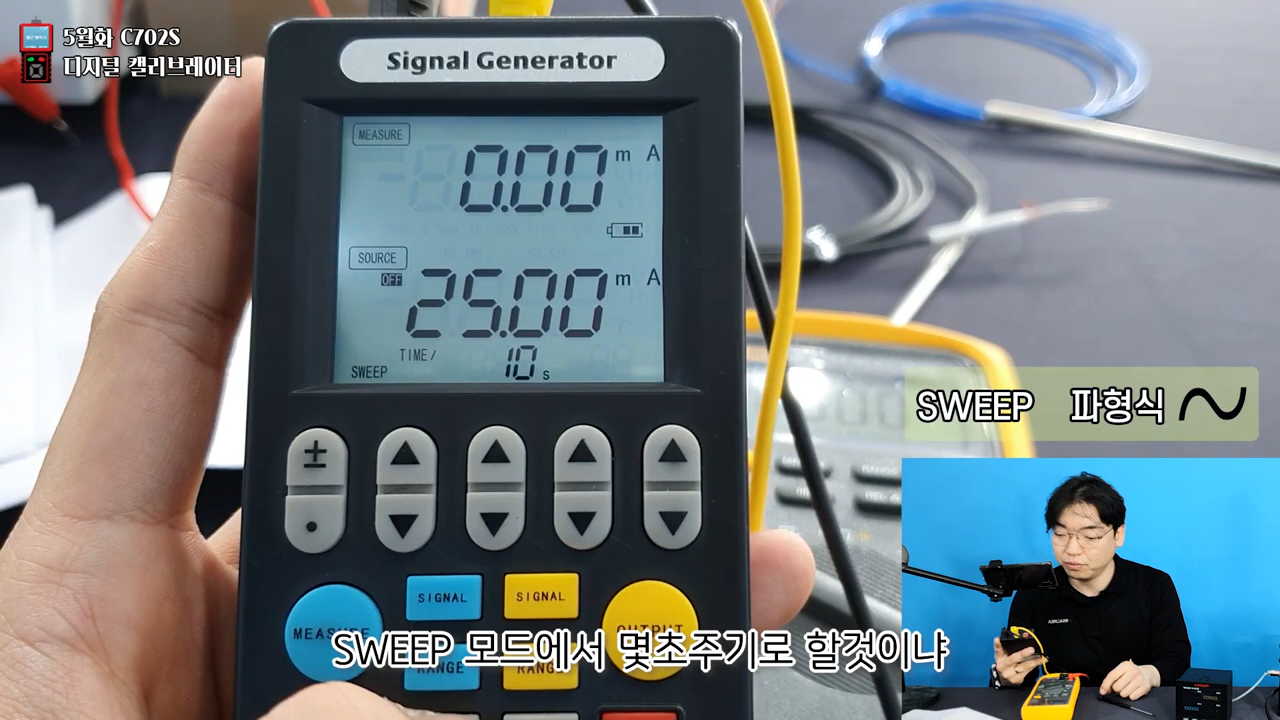 5월화 C702S
디지털 캘리브레이터
Signal Generator
MEASURE
0.00 m A
SOURCE
OFF
25.00 m A
TIME/
SWEEP 10 s
SWEEP 파형식
±
SIGNAL SIGNAL
MEASURE OUTPUT
RANGE RANGE
SWEEP 모드에서 몇초주기로 할것이냐